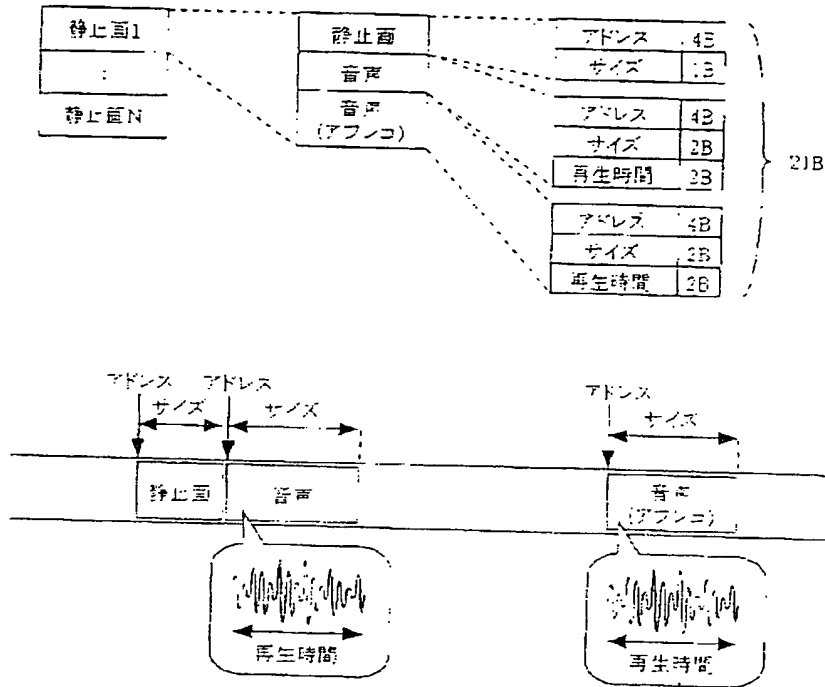 静止画1
:
静止画N
静止画
音声
音声
(アフレコ)
アドレス 4B
サイズ 1B
アドレス 4B
サイズ 2B
再生時間 2B
アドレス 4B
サイズ 2B
再生時間 2B
21B
アドレス アドレス
サイズ サイズ
静止画 音声
再生時間
アドレス
サイズ
音声
(アフレコ)
再生時間